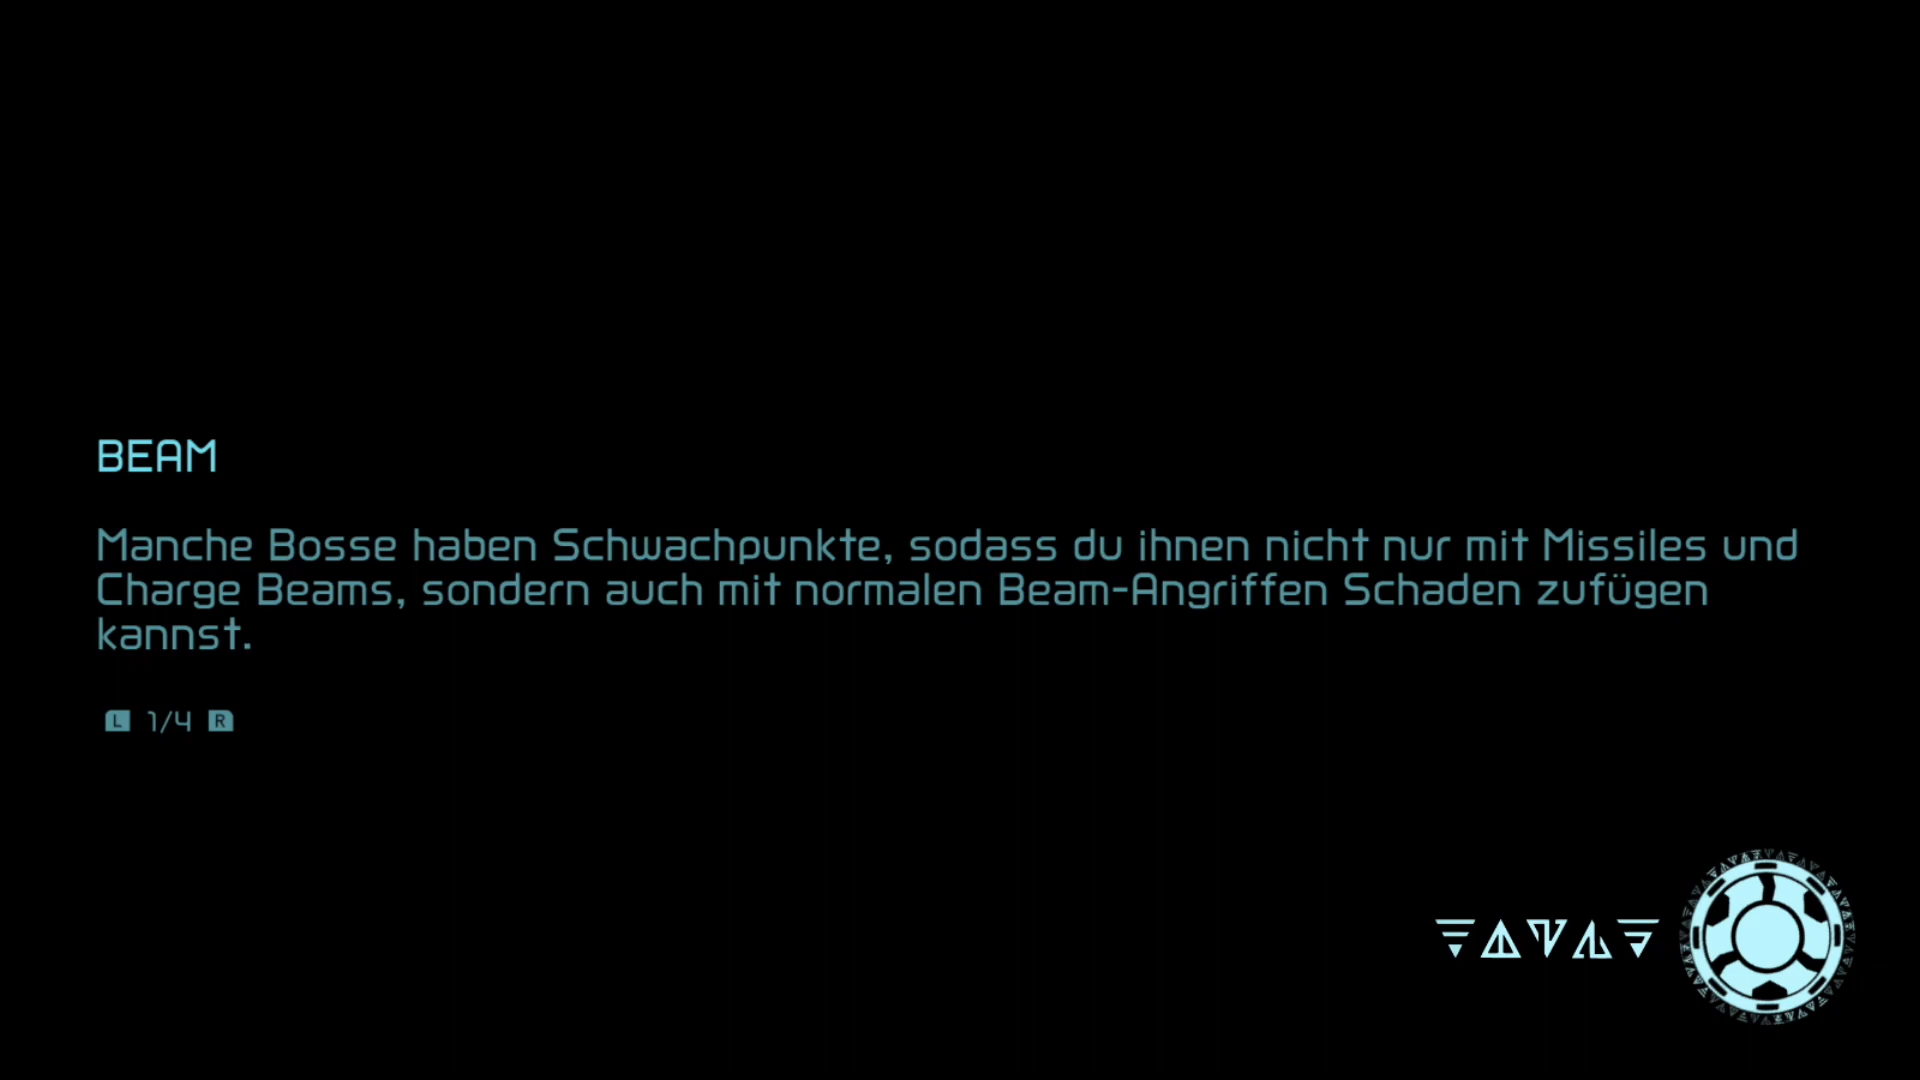 BEAM
Manche Bosse haben Schwachpunkte, sodass du ihnen nicht nur mit Missiles und
Charge Beams, sondern auch mit normalen Beam-Angriffen Schaden zufügen
kannst.
L 1/4 R